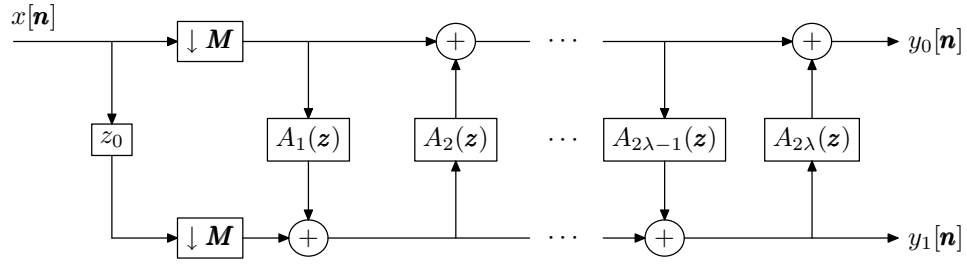 x[n]
↓ M + ··· + y₀[n]
z₀ A₁(z) A₂(z) ··· A₂λ₋₁(z) A₂λ(z)
↓ M + ··· + y₁[n]